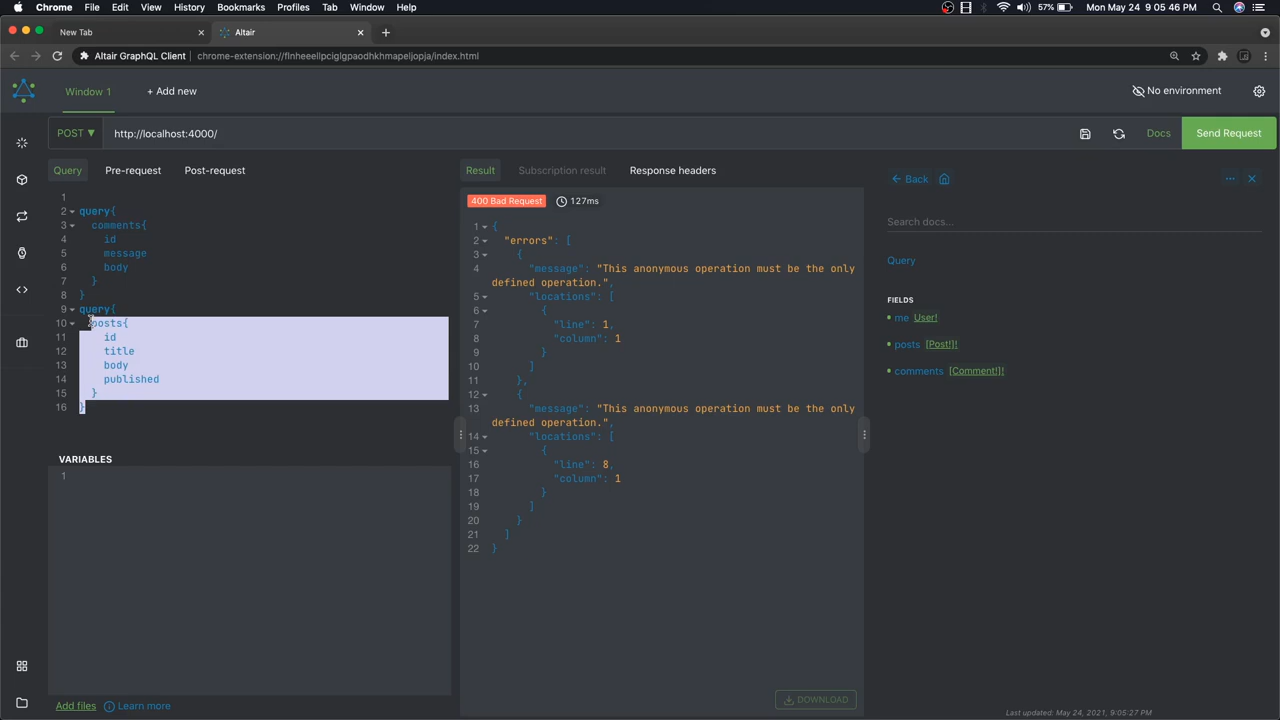 Chrome File Edit View History Bookmarks Profiles Tab Window Help 57% Mon May 24 9:05:46 PM
New Tab Altair
Altair GraphQL Client chrome-extension://flnheeellpciglgpaodhkhmapeljopja/index.html
Window 1 + Add new No environment
POST ▼ http://localhost:4000/ Docs Send Request
Query Pre-request Post-request Result Subscription result Response headers
Back
1
2 query{
3 comments{
4 id
5 message
6 body
7 }
8 }
9 query{
10 posts{
11 id
12 title
13 body
14 published
15 }
16 }
VARIABLES
1
Add files Learn more
400 Bad Request 127ms
1 {
2 "errors": [
3 {
4 "message": "This anonymous operation must be the only
defined operation.",
5 "locations": [
6 {
7 "line": 1,
8 "column": 1
9 }
10 ]
11 },
12 {
13 "message": "This anonymous operation must be the only
defined operation.",
14 "locations": [
15 {
16 "line": 8,
17 "column": 1
18 }
19 ]
20 }
21 ]
22 }
DOWNLOAD
Search docs...
Query
FIELDS
me User!
posts [Post!]!
comments [Comment!]!
Last updated: May 24, 2021, 9:05:27 PM